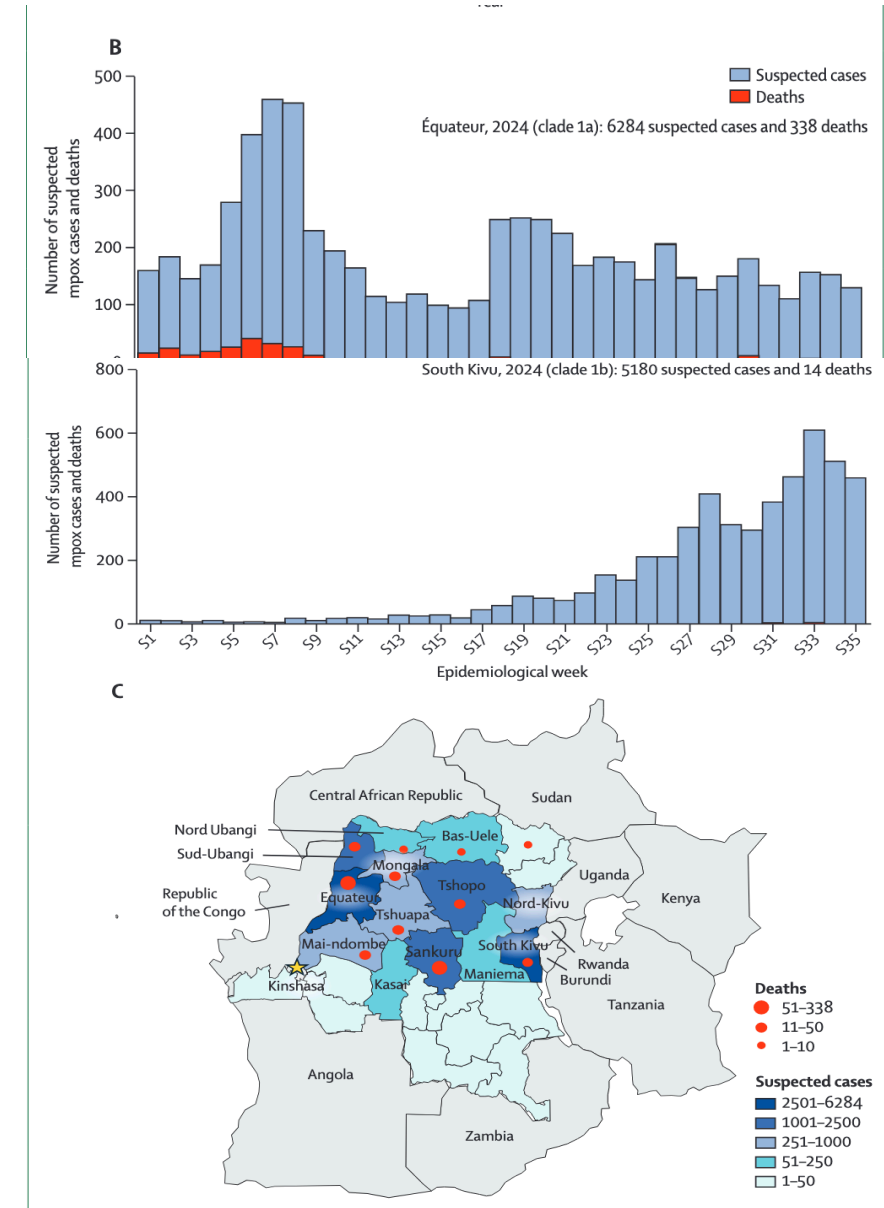 B
500
400
300
200
100
Number of suspected
mpox cases and deaths
Suspected cases
Deaths
Équateur, 2024 (clade 1a): 6284 suspected cases and 338 deaths
800
600
400
200
0
Number of suspected
mpox cases and deaths
South Kivu, 2024 (clade 1b): 5180 suspected cases and 14 deaths
S1 S3 S5 S7 S9 S11 S13 S15 S17 S19 S21 S23 S25 S27 S29 S31 S33 S35
Epidemiological week
C
Central African Republic
Sudan
Nord Ubangi
Bas-Uele
Sud-Ubangi
Mongala
Uganda
Tshopo
Kenya
Republic
of the Congo
Equateur
Nord-Kivu
Tshuapa
Mai-ndombe
Sankuru
South Kivu
Rwanda
Maniema
Burundi
Kinshasa
Kasai
Tanzania
Angola
Zambia
Deaths
51–338
11–50
1–10
Suspected cases
2501–6284
1001–2500
251–1000
51–250
1–50